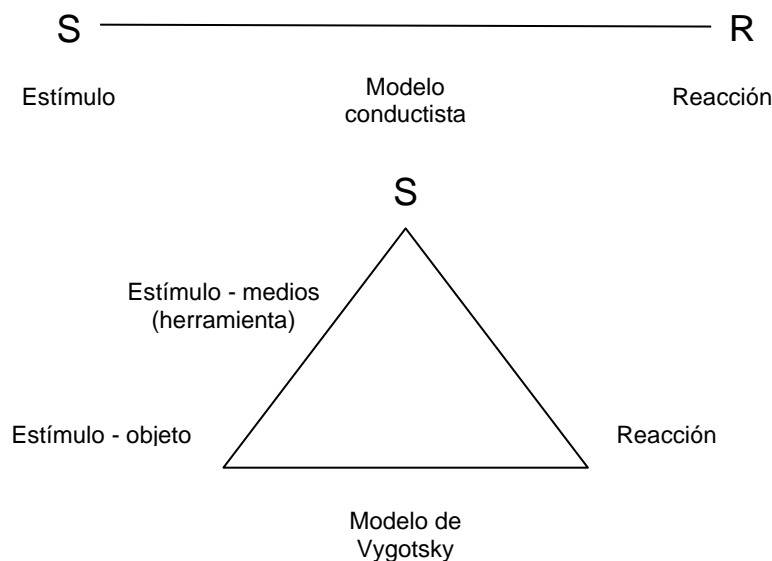 S R
Estímulo Modelo Reacción
conductista
S
Estímulo - medios
(herramienta)
Estímulo - objeto Reacción
Modelo de
Vygotsky